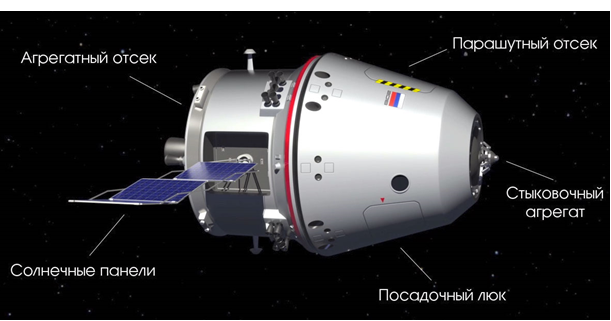 Агрегатный отсек
Парашутный отсек
Стыковочный
агрегат
Солнечные панели
Посадочный люк